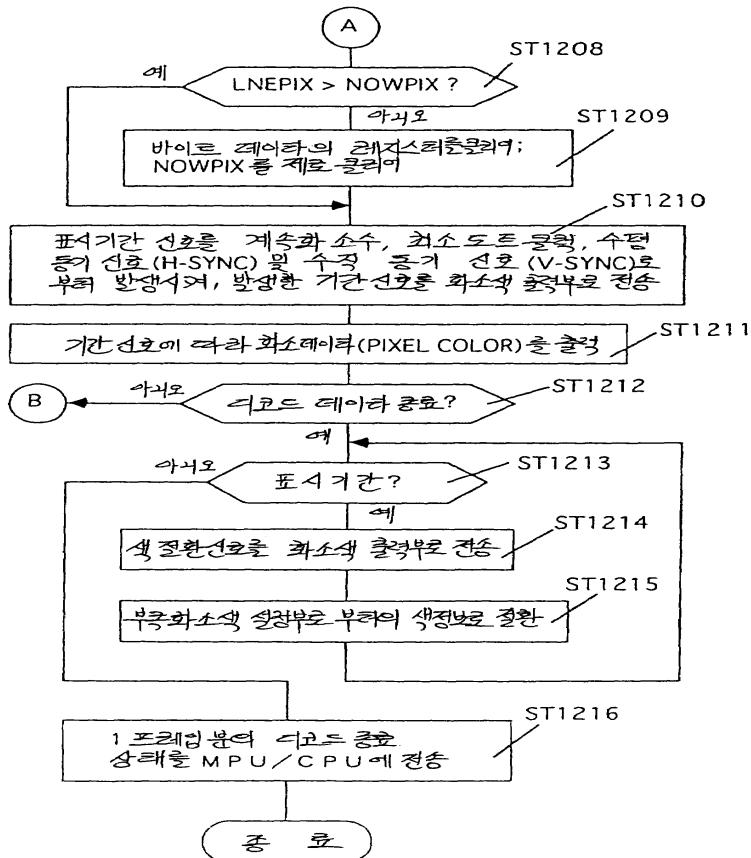 A
ST1208
예
LNEPIX > NOWPIX ?
아니오
ST1209
바이트 데이타의 레지스터를클리어;
NOWPIX를 제로 클리어
ST1210
표시기간 신호를 계속화 소수, 화소 도트 클럭, 수평
동기 신호(H-SYNC) 및 수직 동기 신호 (V-SYNC)로
부터 발생시켜, 발생한 기간신호를 화소색 출력부로 전송
ST1211
기간 신호에 따라 화소데이타(PIXEL COLOR)를 출력
ST1212
B
아니오
디코드 데이타 종료?
예
ST1213
아니오
표시기간?
예
ST1214
색 절환신호를 화소색 출력부로 전송
ST1215
부족화소색 설정부로 부터의 색정보로 절환
ST1216
1 프레임 분의 디코드 종료
상태를 MPU/CPU에 전송
종 료